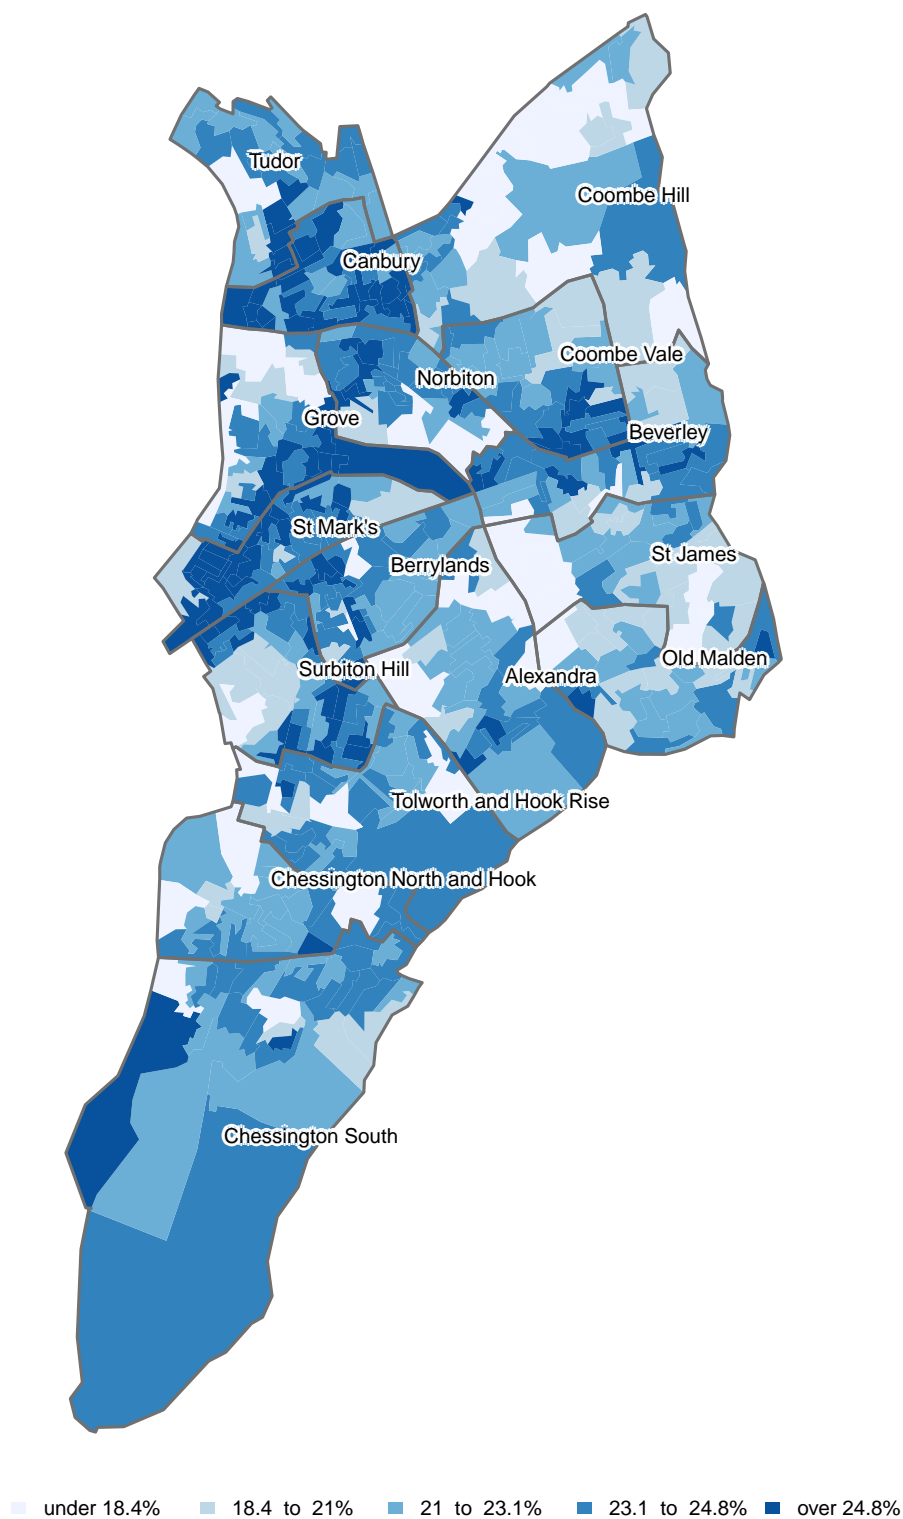 Tudor
Coombe Hill
Canbury
Coombe Vale
Norbiton
Grove
Beverley
St Mark's
St James
Berrylands
Old Malden
Surbiton Hill
Alexandra
Tolworth and Hook Rise
Chessington North and Hook
Chessington South
under 18.4% 18.4 to 21% 21 to 23.1% 23.1 to 24.8% over 24.8%